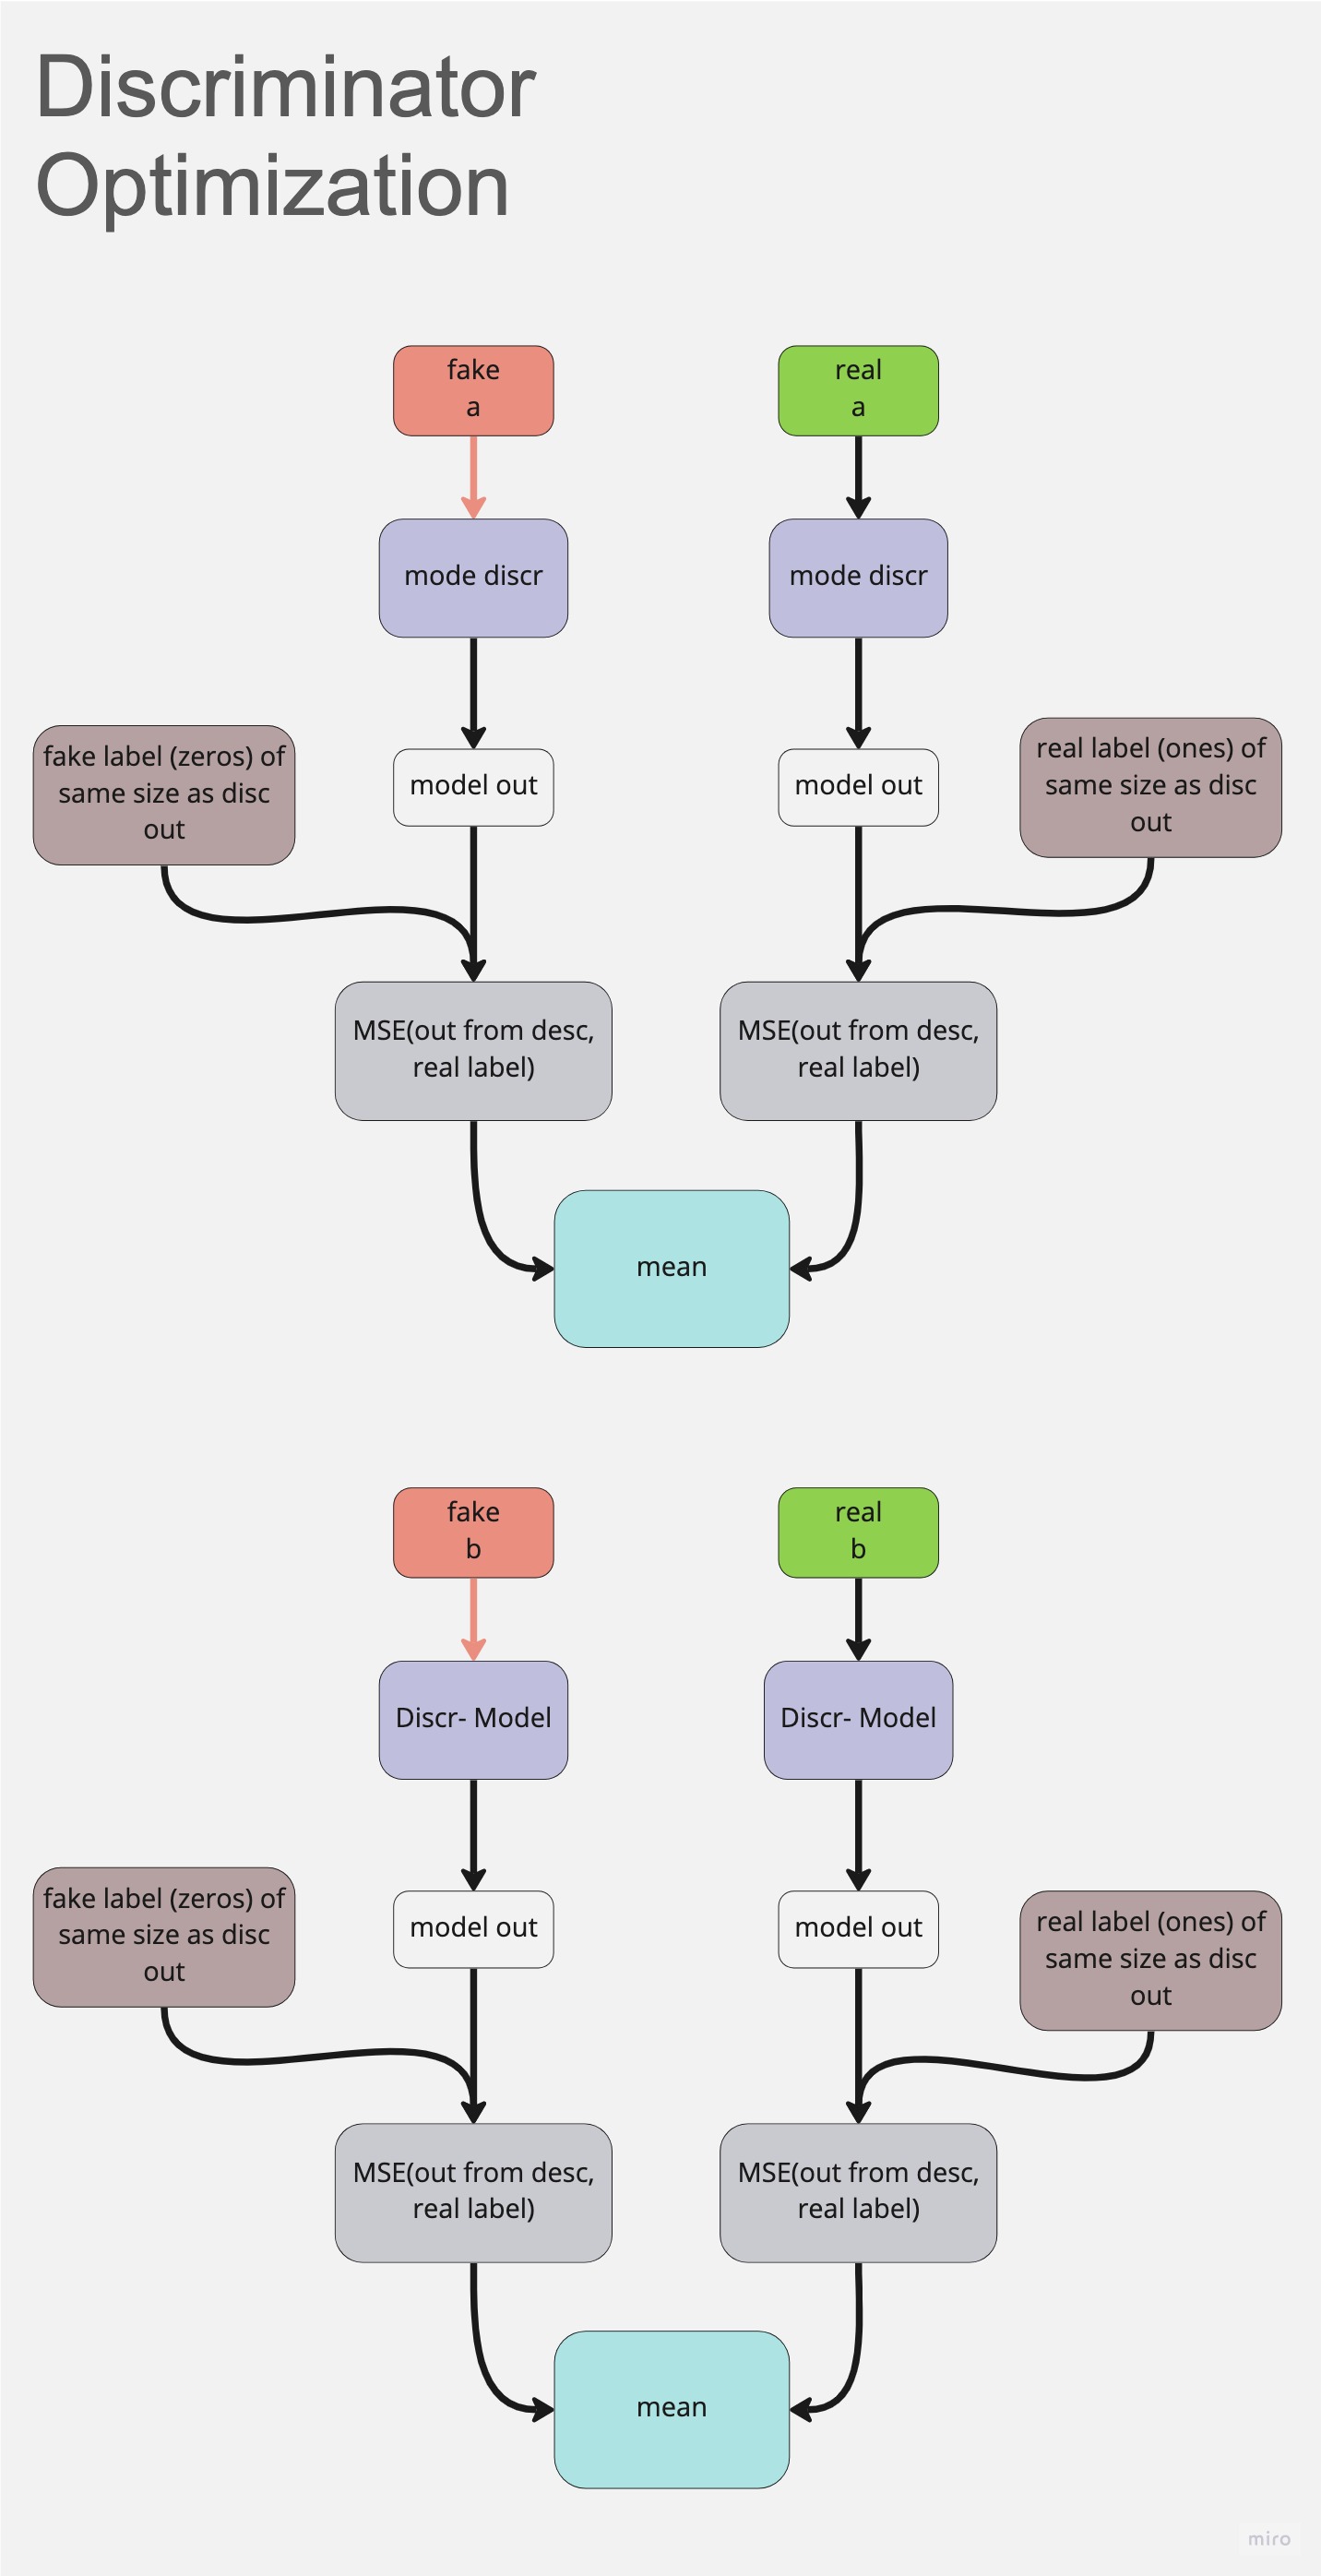 Discriminator
Optimization
fake
a
real
a
mode discr
mode discr
fake label (zeros) of
same size as disc
out
model out
model out
real label (ones) of
same size as disc
out
MSE(out from desc,
real label)
MSE(out from desc,
real label)
mean
fake
b
real
b
Discr- Model
Discr- Model
fake label (zeros) of
same size as disc
out
model out
model out
real label (ones) of
same size as disc
out
MSE(out from desc,
real label)
MSE(out from desc,
real label)
mean
miro